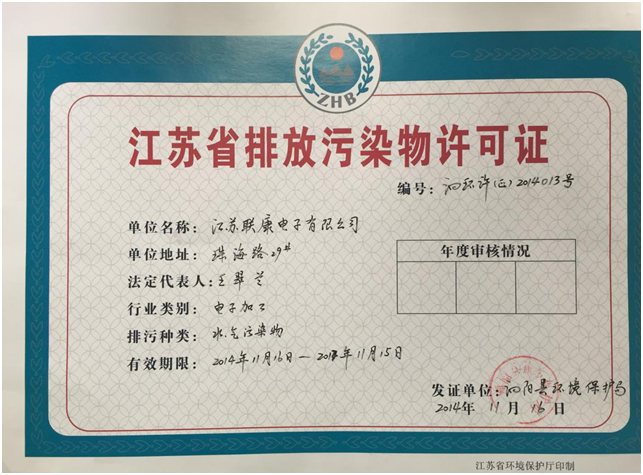 ZHB
江苏省排放污染物许可证
编号：泗环许(正)2014013号
单位名称：江苏联康电子有限公司
单位地址：珠海路29#
法定代表人：王翠兰
行业类别：电子加工
排污种类：水气污染物
有效期限：2014年11月16日—年11月15日
年度审核情况
发证单位：泗阳县环境保护局
2014年11月16日
江苏省环境保护厅印制